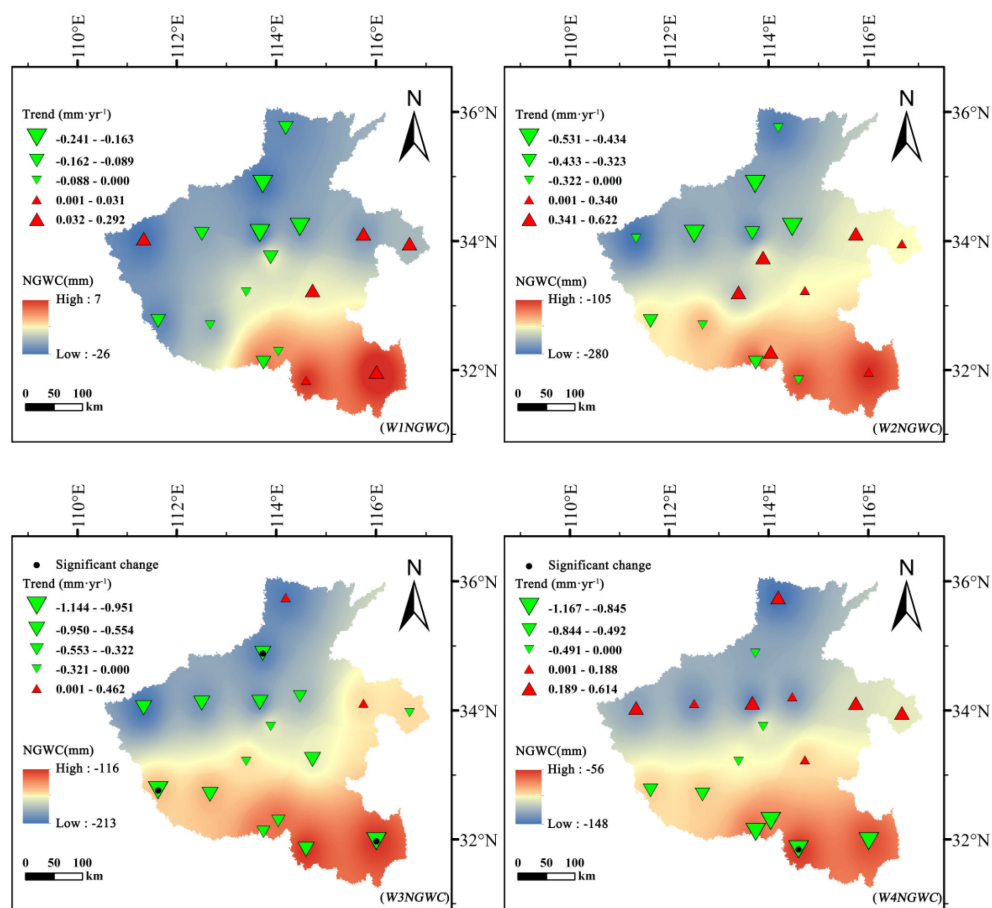 110°E
112°E
114°E
116°E
110°E
112°E
114°E
116°E
Trend (mm·yr⁻¹)
-0.241 - -0.163
-0.162 - -0.089
-0.088 - 0.000
0.001 - 0.031
0.032 - 0.292
NGWC(mm)
High : 7
Low : -26
0 50 100
km
N
(W1NGWC)
36°N
34°N
32°N
Trend (mm·yr⁻¹)
-0.531 - -0.434
-0.433 - -0.323
-0.322 - 0.000
0.001 - 0.340
0.341 - 0.622
NGWC(mm)
High : -105
Low : -280
0 50 100
km
N
(W2NGWC)
36°N
34°N
32°N
110°E
112°E
114°E
116°E
110°E
112°E
114°E
116°E
Significant change
Trend (mm·yr⁻¹)
-1.144 - -0.951
-0.950 - -0.554
-0.553 - -0.322
-0.321 - 0.000
0.001 - 0.462
NGWC(mm)
High : -116
Low : -213
0 50 100
km
N
(W3NGWC)
36°N
34°N
32°N
Significant change
Trend (mm·yr⁻¹)
-1.167 - -0.845
-0.844 - -0.492
-0.491 - 0.000
0.001 - 0.188
0.189 - 0.614
NGWC(mm)
High : -56
Low : -148
0 50 100
km
N
(W4NGWC)
36°N
34°N
32°N